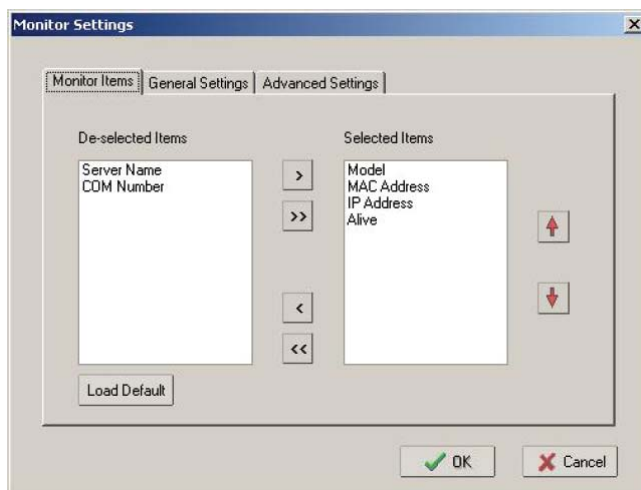 Monitor Settings
Monitor Items General Settings Advanced Settings
De-selected Items
Server Name
COM Number
>
>>
<
<<
Selected Items
Model
MAC Address
IP Address
Alive
Load Default
OK Cancel